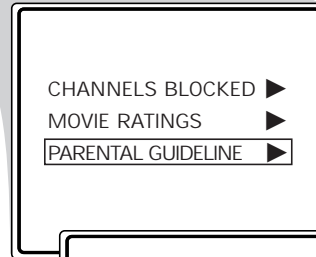 CHANNELS BLOCKED ▶
MOVIE RATINGS ▶
PARENTAL GUIDELINE ▶